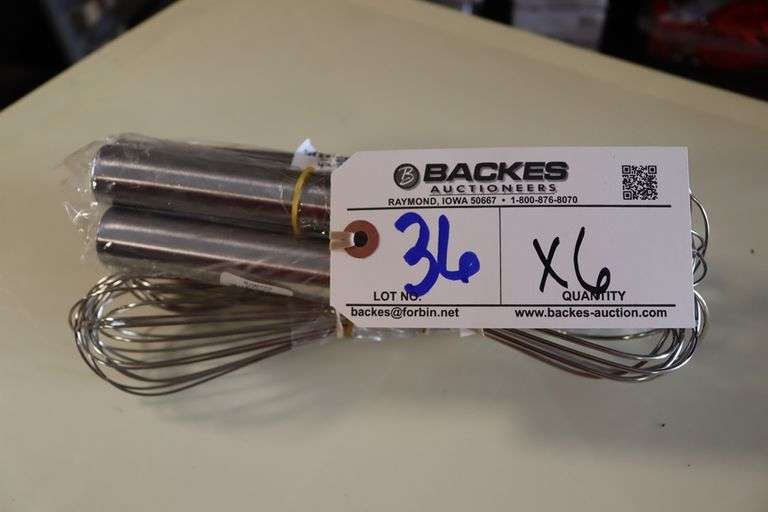 B BACKES
AUCTIONEERS
RAYMOND, IOWA 50667 • 1-800-876-8070
36
x6
LOT NO.
QUANTITY
backes@forbin.net
www.backes-auction.com